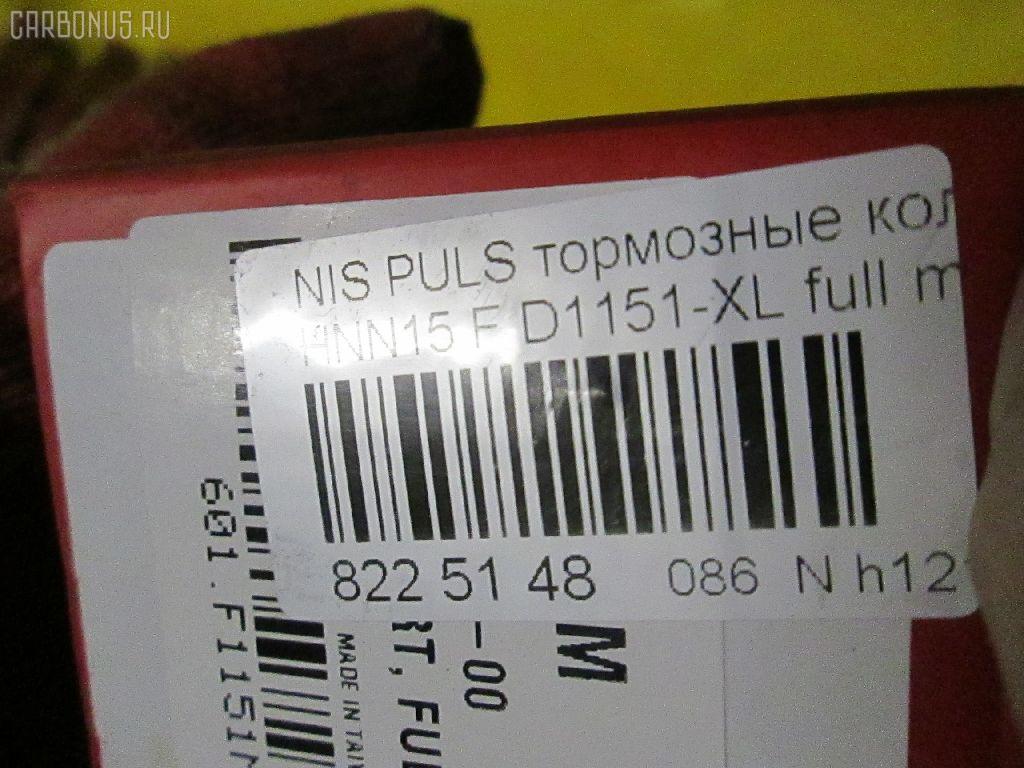 CARBONUS.RU
NIS PULS тормозные кол
HNN15 F D1151-XL full m
822 51 48 086 N h12
601.F1151
MADE IN TAI
RT, FU
-00
M